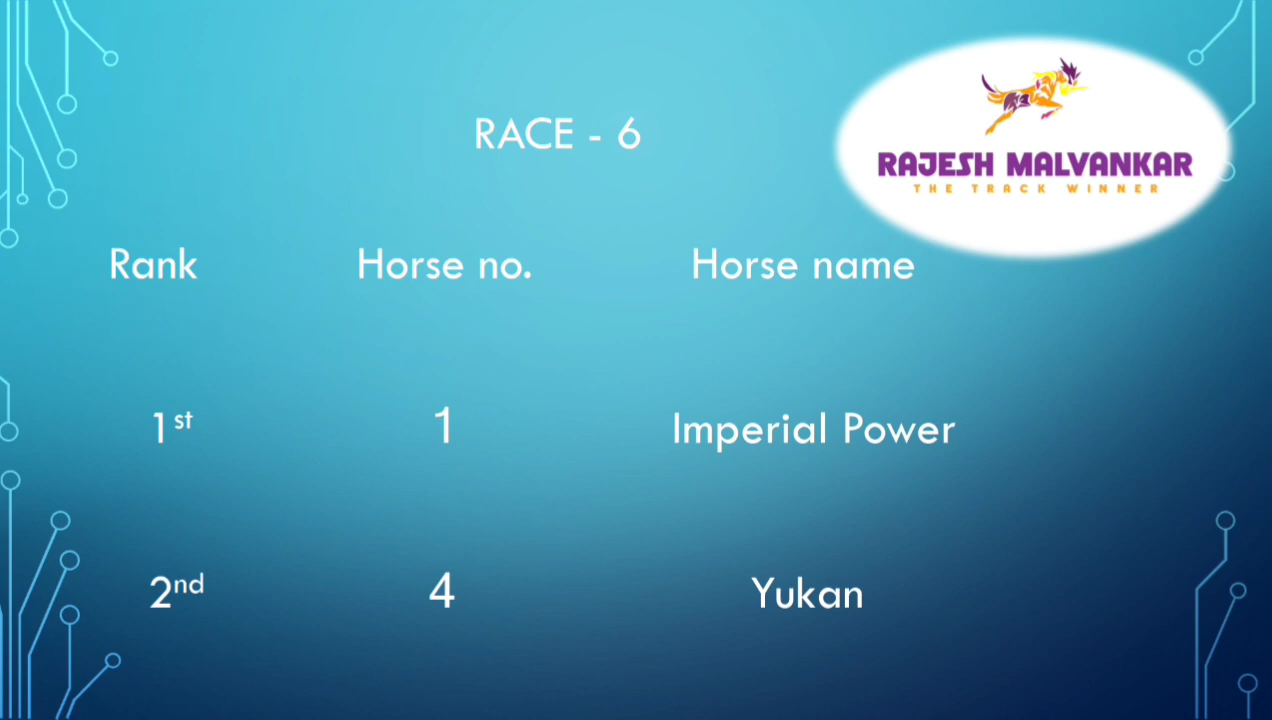 RACE - 6
RAJESH MALVANKAR
THE TRACK WINNER
Rank Horse no. Horse name
1st 1 Imperial Power
2nd 4 Yukan